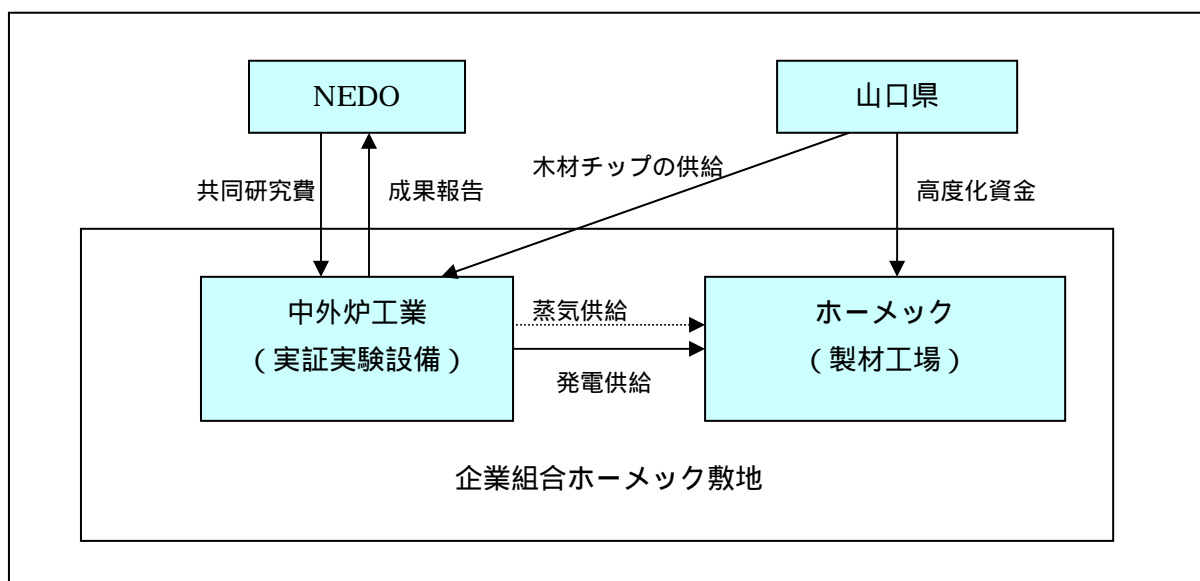 NEDO
山口県
木材チップの供給
共同研究費
成果報告
高度化資金
中外炉工業
（実証実験設備）
蒸気供給
発電供給
ホーメック
（製材工場）
企業組合ホーメック敷地